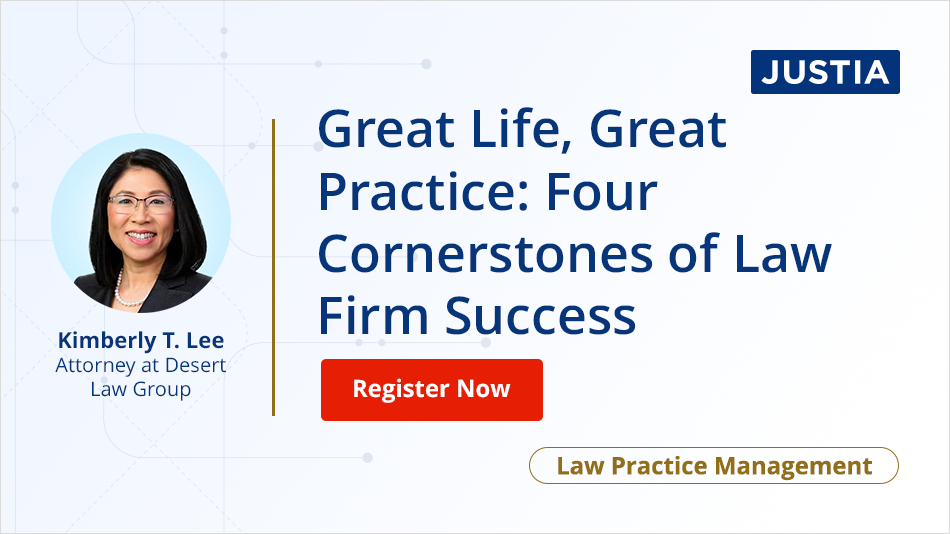 JUSTIA
Great Life, Great
Practice: Four
Cornerstones of Law
Firm Success
Kimberly T. Lee
Attorney at Desert
Law Group
Register Now
Law Practice Management